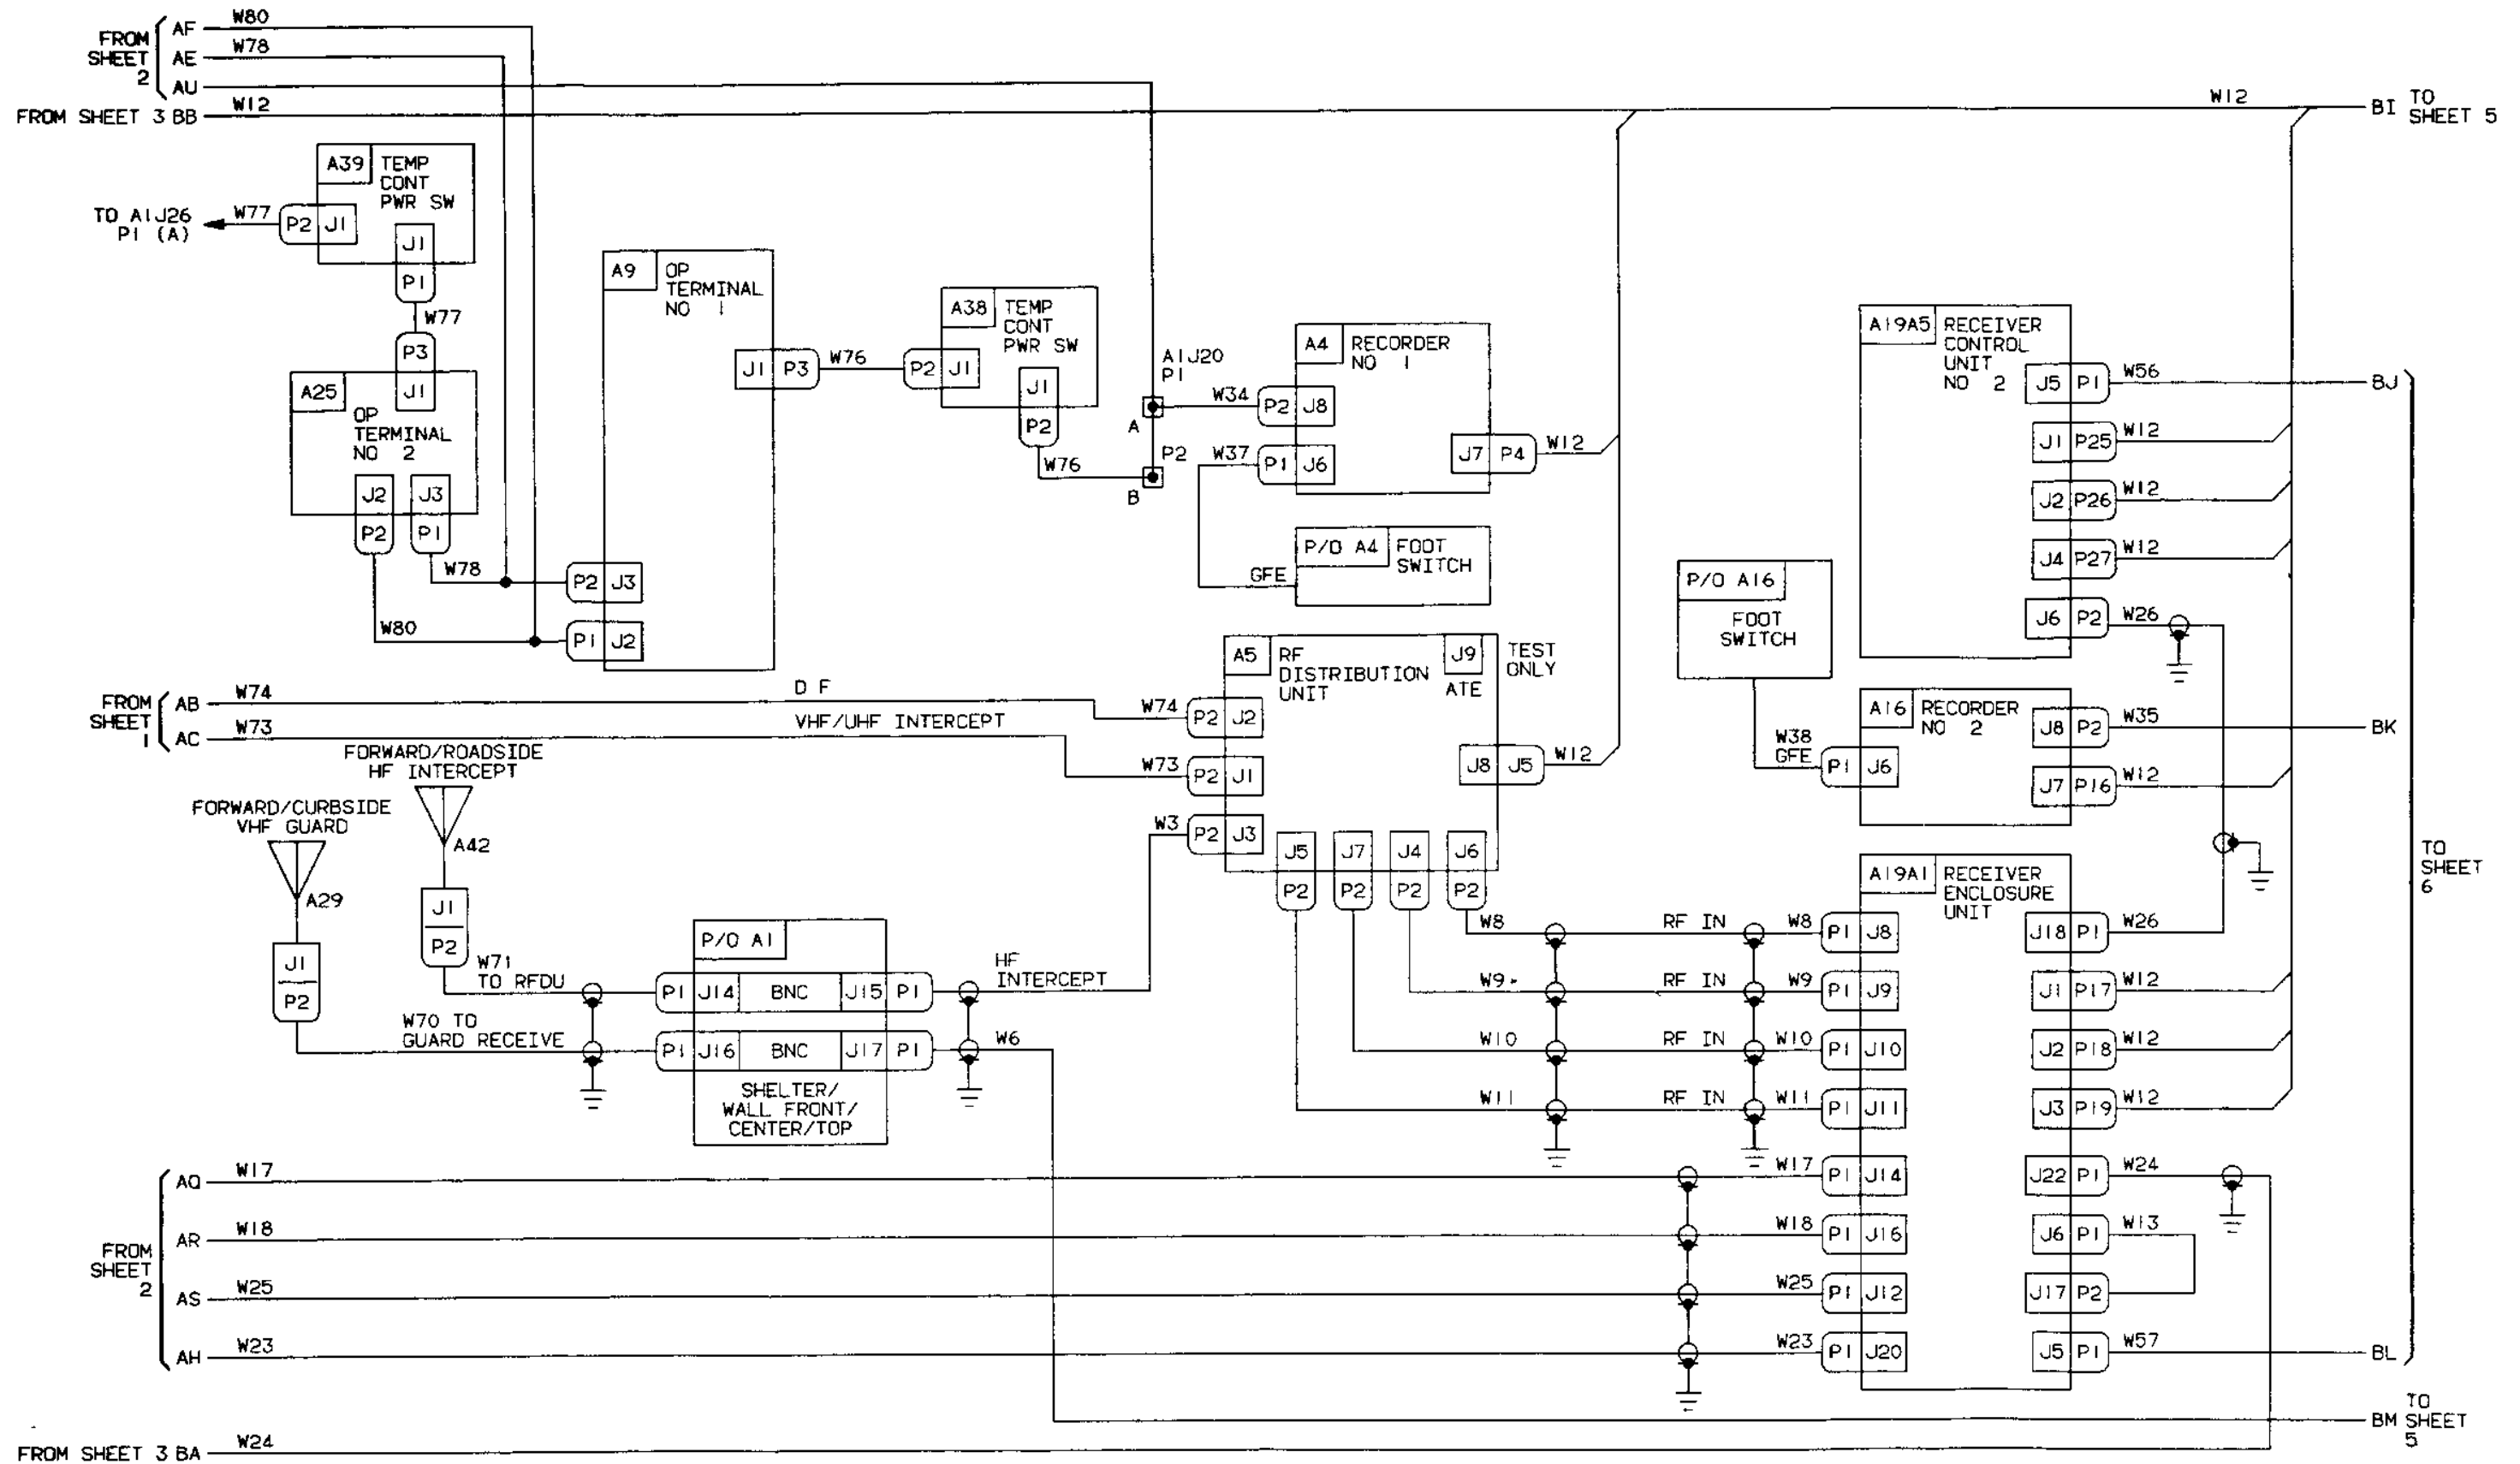 FROM SHEET 2
AF W80
AE W78
AU
FROM SHEET 3 BB W12
W12
BI TO SHEET 5
A39 TEMP CONT PWR SW
TO A1J26 P1 (A)
W77
P2 J1
J1
P1
W77
P3
J1
A25
OP TERMINAL NO 2
J2 J3
P2 P1
W78
W80
A9 OP TERMINAL NO 1
J1 P3 W76
P2 J3
P1 J2
A38 TEMP CONT PWR SW
P2 J1
J1
P2
W76
A1J20 P1
A
P2
B
W34 P2 J8
W37 P1 J6
A4 RECORDER NO 1
J7 P4 W12
P/O A4 FOOT SWITCH
GFE
A19A5 RECEIVER CONTROL UNIT NO 2
J5 P1 W56 BJ
J1 P25 W12
J2 P26 W12
J4 P27 W12
J6 P2 W26
P/O A16
FOOT SWITCH
W38 GFE
P1 J6
A16 RECORDER NO 2
J8 P2 W35 BK
J7 P16 W12
FROM SHEET 1
AB W74 D F W74 P2 J2
AC W73 VHF/UHF INTERCEPT W73 P2 J1
A5 RF DISTRIBUTION UNIT
J9 TEST ONLY
ATE
J8 J5 W12
W3 P2 J3
J5 J7 J4 J6
P2 P2 P2 P2
FORWARD/ROADSIDE HF INTERCEPT
A42
J1
P2
W71 TO RFDU
FORWARD/CURBSIDE VHF GUARD
A29
J1
P2
W70 TO GUARD RECEIVE
P/O A1
P1 J14 BNC J15 P1
HF INTERCEPT
P1 J16 BNC J17 P1 W6
SHELTER/ WALL FRONT/ CENTER/TOP
A19A1 RECEIVER ENCLOSURE UNIT
W8 RF IN W8 P1 J8
W9 RF IN W9 P1 J9
W10 RF IN W10 P1 J10
W11 RF IN W11 P1 J11
J18 P1 W26
J1 P17 W12
J2 P18 W12
J3 P19 W12
FROM SHEET 2
AQ W17 W17 P1 J14
AR W18 W18 P1 J16
AS W25 W25 P1 J12
AH W23 W23 P1 J20
J22 P1 W24
J6 P1 W13
J17 P2
J5 P1 W57 BL
TO SHEET 6
BM TO SHEET 5
FROM SHEET 3 BA W24